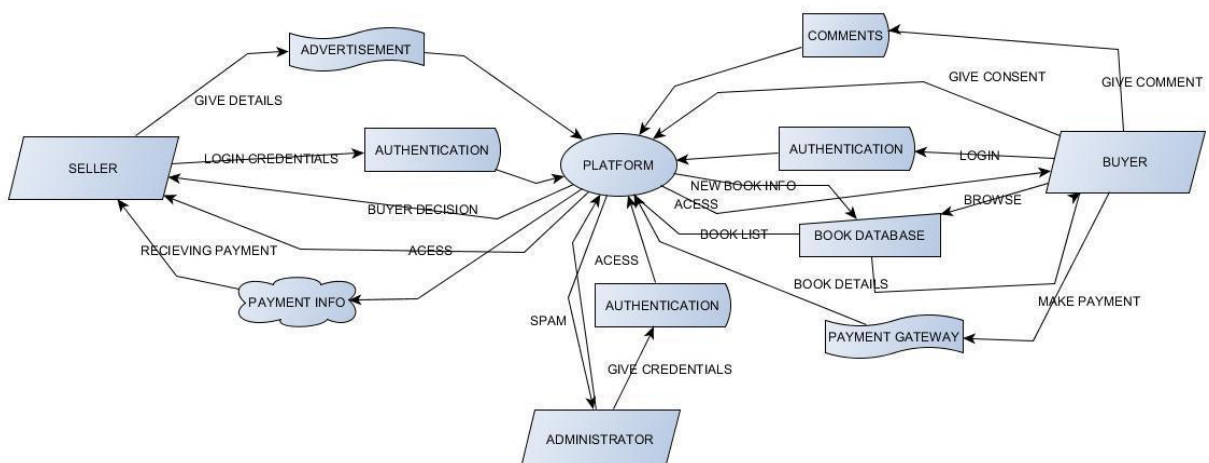 COMMENTS
ADVERTISEMENT
GIVE CONSENT
GIVE COMMENT
GIVE DETAILS
AUTHENTICATION
AUTHENTICATION
LOGIN
LOGIN CREDENTIALS
SELLER
PLATFORM
BUYER
NEW BOOK INFO
ACESS
BROWSE
BUYER DECISION
BOOK LIST
BOOK DATABASE
RECIEVING PAYMENT
ACESS
ACESS
BOOK DETAILS
PAYMENT INFO
AUTHENTICATION
MAKE PAYMENT
SPAM
PAYMENT GATEWAY
GIVE CREDENTIALS
ADMINISTRATOR